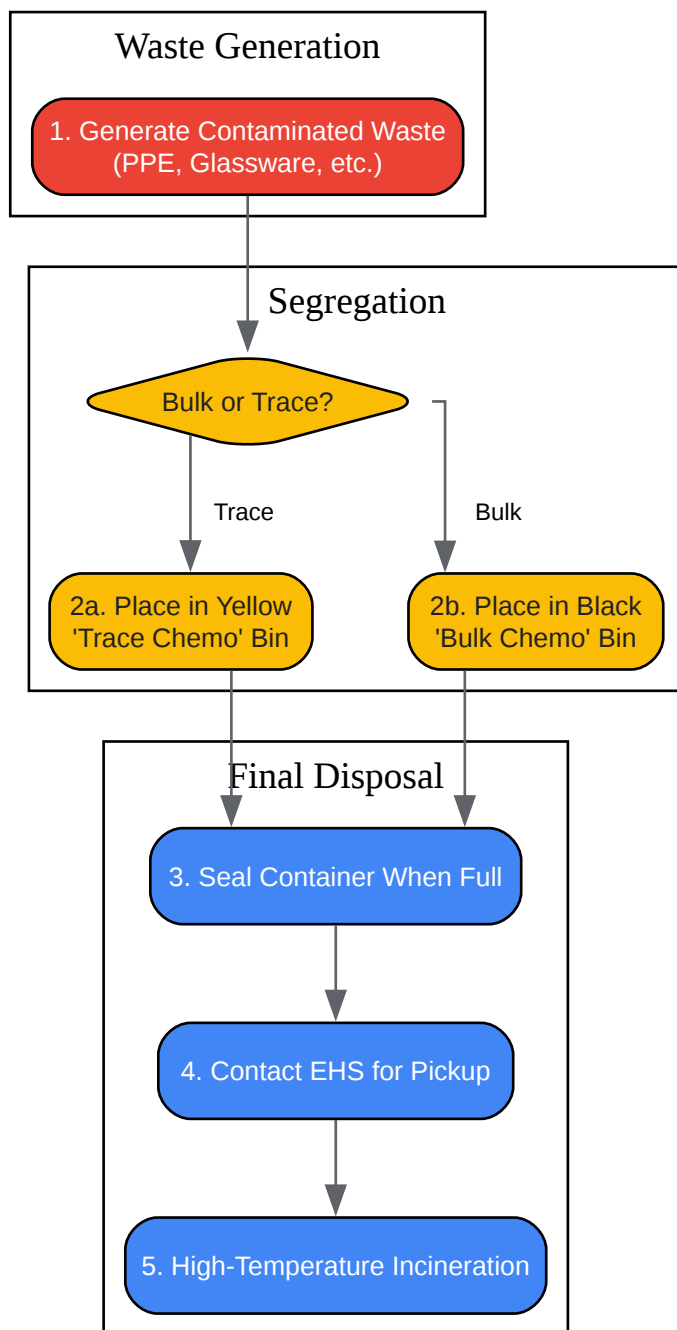 Waste Generation
1. Generate Contaminated Waste
(PPE, Glassware, etc.)
Segregation
Bulk or Trace?
Trace
Bulk
2a. Place in Yellow
'Trace Chemo' Bin
2b. Place in Black
'Bulk Chemo' Bin
Final Disposal
3. Seal Container When Full
4. Contact EHS for Pickup
5. High-Temperature Incineration